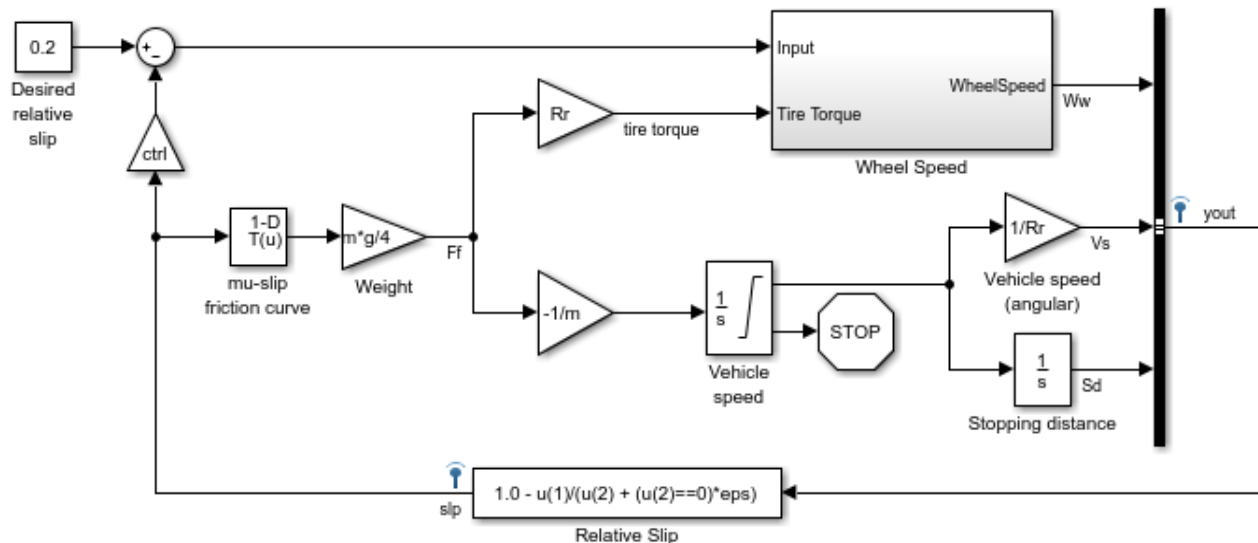 0.2
Desired
relative
slip
+
−
ctrl
Input
Tire Torque
WheelSpeed
Wheel Speed
Ww
Rr
tire torque
1-D
T(u)
mu-slip
friction curve
m*g/4
Weight
Ff
-1/m
1
s
Vehicle
speed
STOP
1/Rr
Vehicle speed
(angular)
Vs
1
s
Sd
Stopping distance
yout
slp
1.0 - u(1)/(u(2) + (u(2)==0)*eps)
Relative Slip